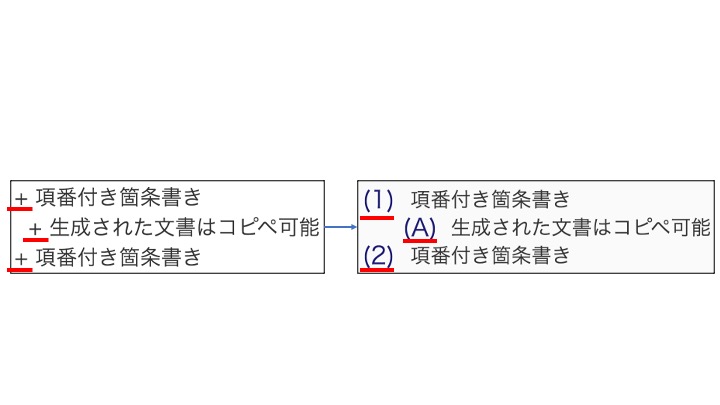 + 項番付き箇条書き
+ 生成された文書はコピペ可能
+ 項番付き箇条書き
(1) 項番付き箇条書き
(A) 生成された文書はコピペ可能
(2) 項番付き箇条書き